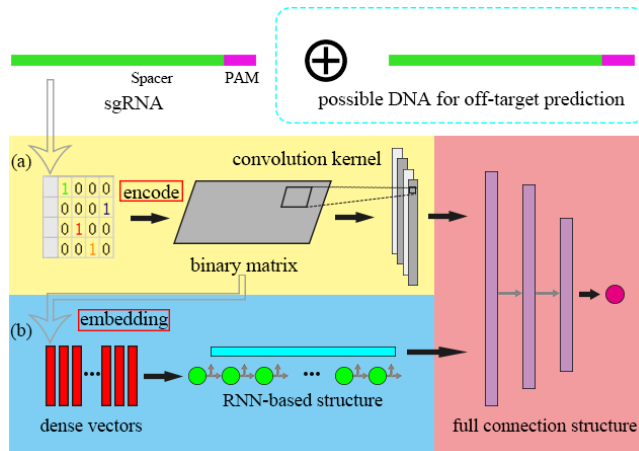 Spacer
PAM
sgRNA
possible DNA for off-target prediction
(a)
convolution kernel
encode
1 0 0 0
0 0 0 1
0 1 0 0
0 0 1 0
binary matrix
(b)
embedding
...
...
dense vectors
RNN-based structure
full connection structure